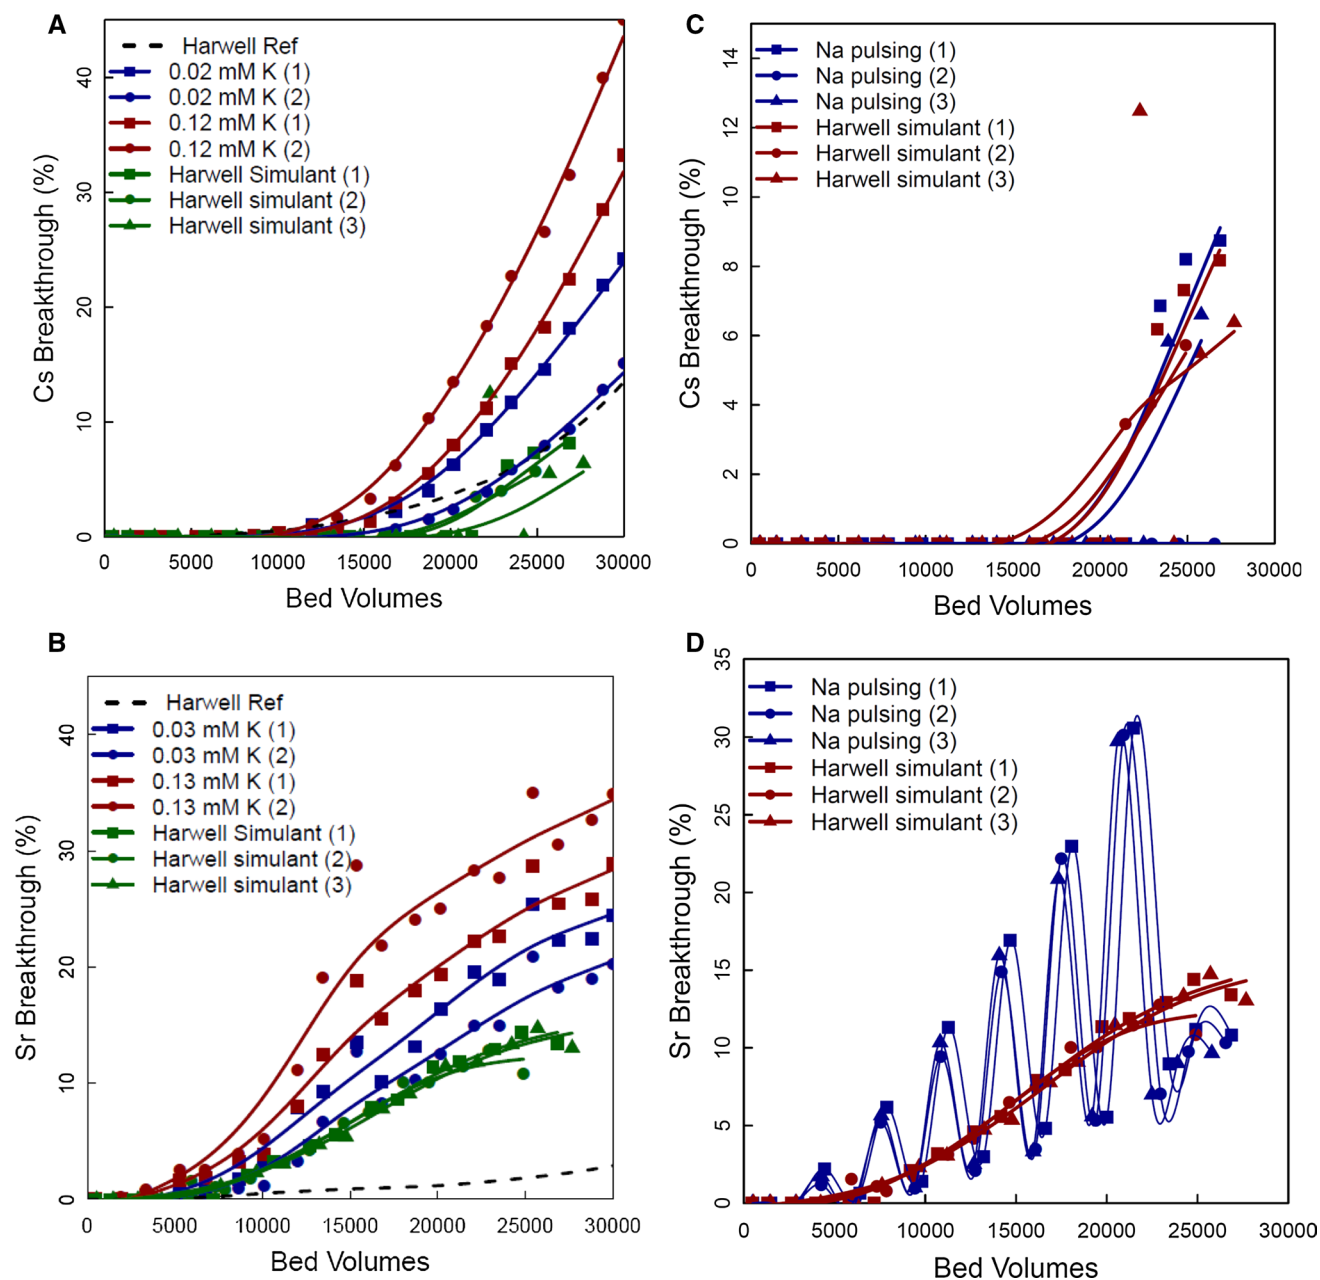 A
Harwell Ref
0.02 mM K (1)
0.02 mM K (2)
0.12 mM K (1)
0.12 mM K (2)
Harwell Simulant (1)
Harwell simulant (2)
Harwell simulant (3)
Cs Breakthrough (%)
40
30
20
10
0
0 5000 10000 15000 20000 25000 30000
Bed Volumes
C
Na pulsing (1)
Na pulsing (2)
Na pulsing (3)
Harwell simulant (1)
Harwell simulant (2)
Harwell simulant (3)
Cs Breakthrough (%)
14
12
10
8
6
4
2
0
0 5000 10000 15000 20000 25000 30000
Bed Volumes
B
Harwell Ref
0.03 mM K (1)
0.03 mM K (2)
0.13 mM K (1)
0.13 mM K (2)
Harwell Simulant (1)
Harwell simulant (2)
Harwell simulant (3)
Sr Breakthrough (%)
40
30
20
10
0
0 5000 10000 15000 20000 25000 30000
Bed Volumes
D
Na pulsing (1)
Na pulsing (2)
Na pulsing (3)
Harwell simulant (1)
Harwell simulant (2)
Harwell simulant (3)
Sr Breakthrough (%)
35
30
25
20
15
10
5
0
0 5000 10000 15000 20000 25000 30000
Bed Volumes